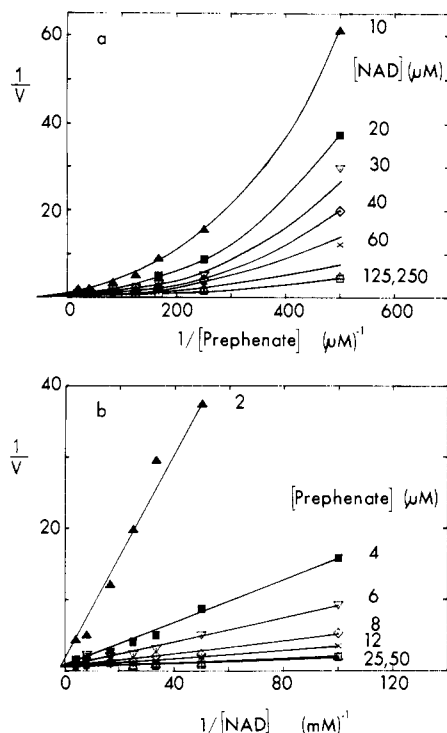 a
60
40
20
1
V
10
[NAD] (μM)
20
30
40
60
125,250
0 200 400 600
1/[Prephenate] (μM)⁻¹
b
40
20
0
1
V
2
[Prephenate] (μM)
4
6
8
12
25,50
0 40 80
1/[NAD] (mM)⁻¹